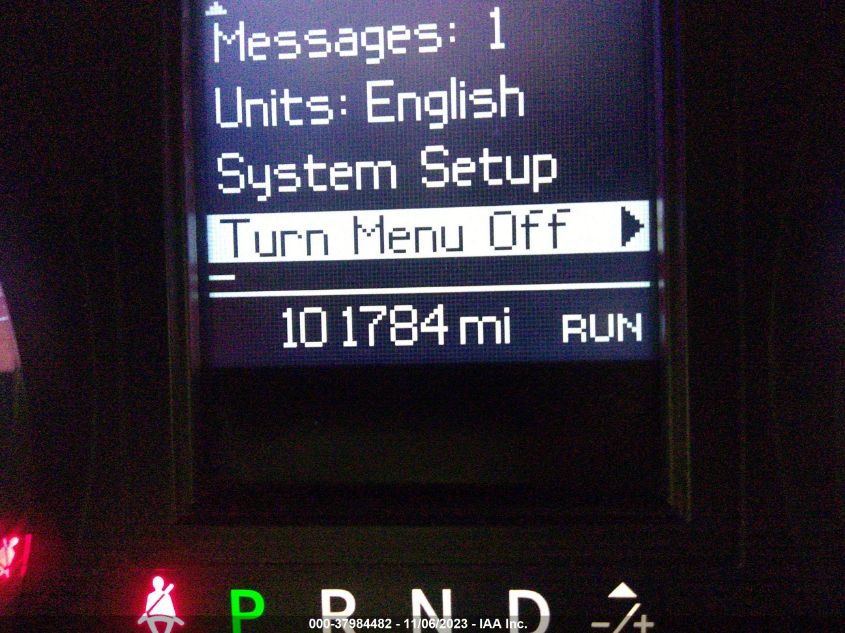 Messages: 1
Units: English
System Setup
Turn Menu Off
101784 mi RUN
P R N D -/+
000-37984482 - 11/06/2023 - IAA Inc.